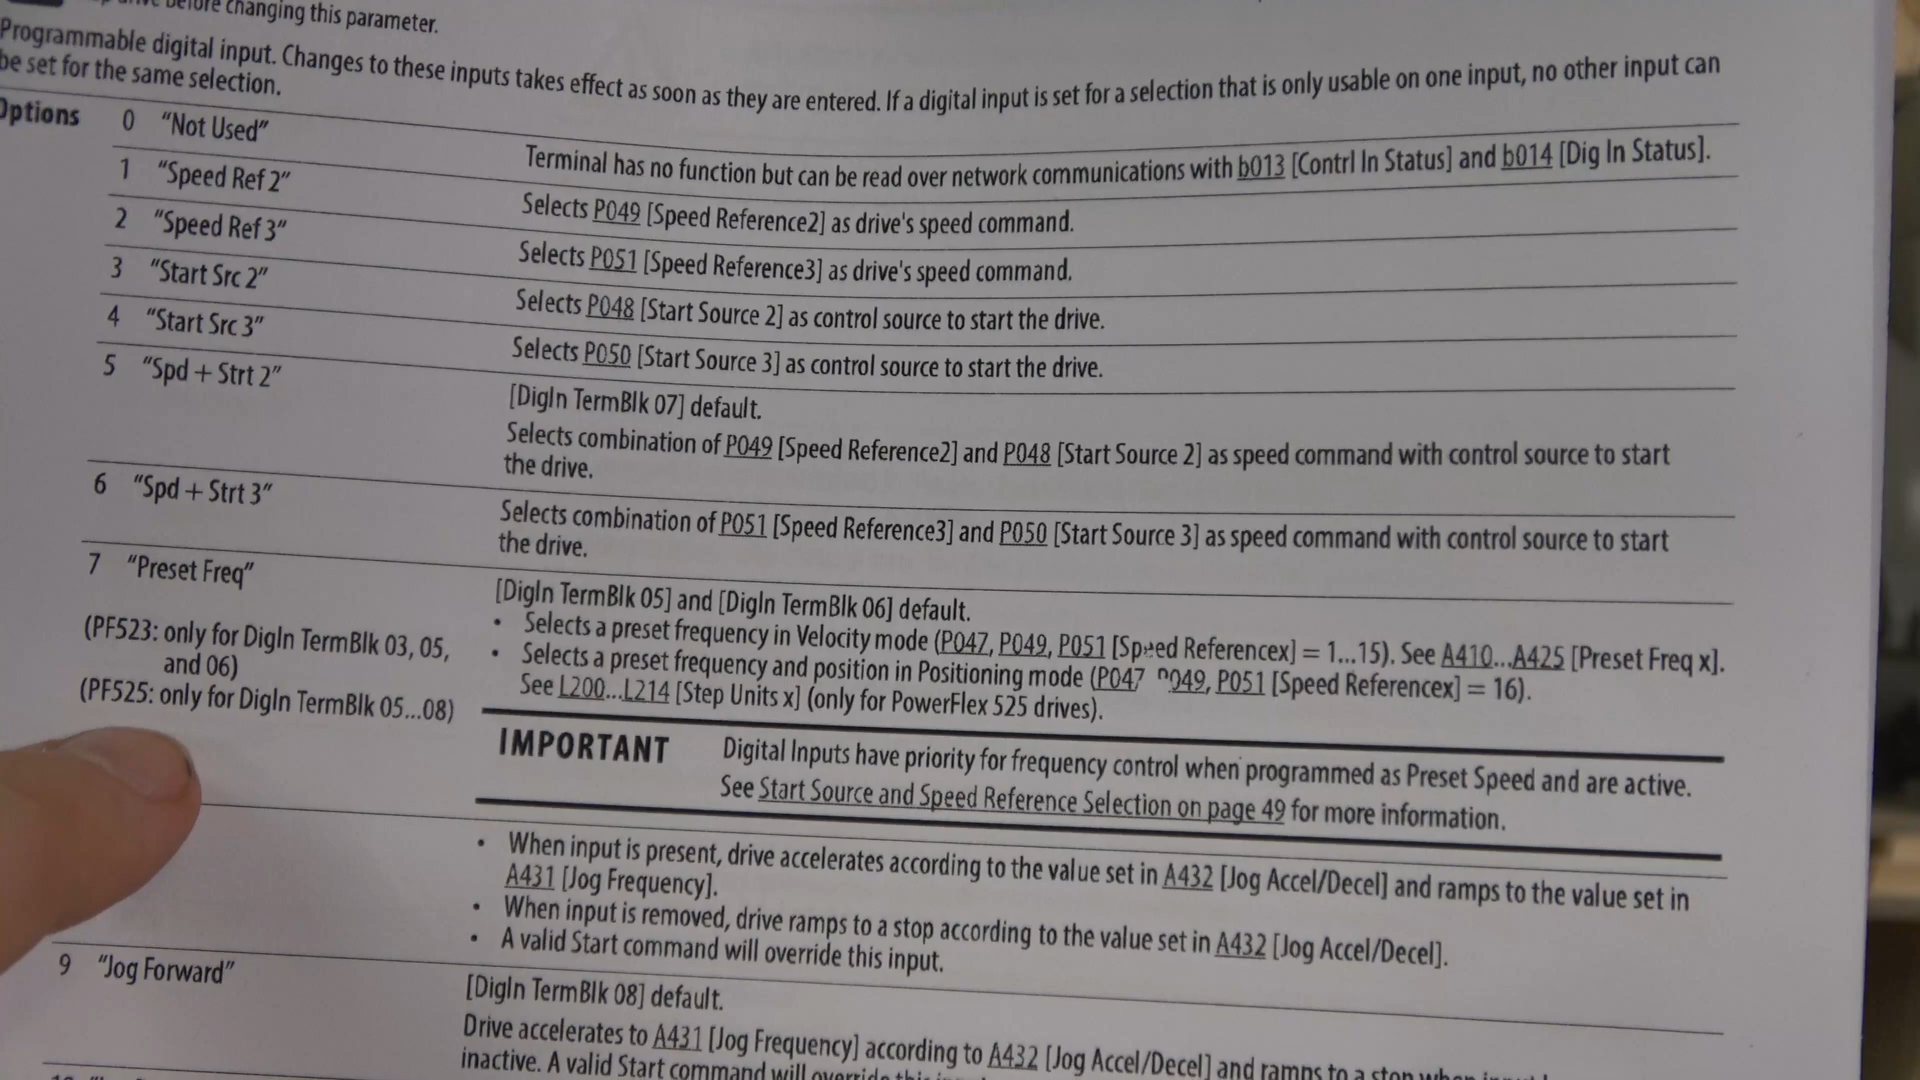 before changing this parameter.
Programmable digital input. Changes to these inputs takes effect as soon as they are entered. If a digital input is set for a selection that is only usable on one input, no other input can
be set for the same selection.
Options 0 "Not Used" Terminal has no function but can be read over network communications with b013 [Contrl In Status] and b014 [Dig In Status].
1 "Speed Ref 2" Selects P049 [Speed Reference2] as drive's speed command.
2 "Speed Ref 3" Selects P051 [Speed Reference3] as drive's speed command.
3 "Start Src 2" Selects P048 [Start Source 2] as control source to start the drive.
4 "Start Src 3" Selects P050 [Start Source 3] as control source to start the drive.
5 "Spd + Strt 2" [DigIn TermBlk 07] default.
Selects combination of P049 [Speed Reference2] and P048 [Start Source 2] as speed command with control source to start
the drive.
6 "Spd + Strt 3" Selects combination of P051 [Speed Reference3] and P050 [Start Source 3] as speed command with control source to start
the drive.
7 "Preset Freq"
(PF523: only for DigIn TermBlk 03, 05,
and 06)
(PF525: only for DigIn TermBlk 05...08)
[DigIn TermBlk 05] and [DigIn TermBlk 06] default.
• Selects a preset frequency in Velocity mode (P047, P049, P051 [Speed Referencex] = 1...15). See A410...A425 [Preset Freq x].
• Selects a preset frequency and position in Positioning mode (P047 P049, P051 [Speed Referencex] = 16).
See L200...L214 [Step Units x] (only for PowerFlex 525 drives).
IMPORTANT Digital Inputs have priority for frequency control when programmed as Preset Speed and are active.
See Start Source and Speed Reference Selection on page 49 for more information.
• When input is present, drive accelerates according to the value set in A432 [Jog Accel/Decel] and ramps to the value set in
A431 [Jog Frequency].
• When input is removed, drive ramps to a stop according to the value set in A432 [Jog Accel/Decel].
• A valid Start command will override this input.
9 "Jog Forward" [DigIn TermBlk 08] default.
Drive accelerates to A431 [Jog Frequency] according to A432 [Jog Accel/Decel] and ramps to a stop when
inactive. A valid Start command will override this